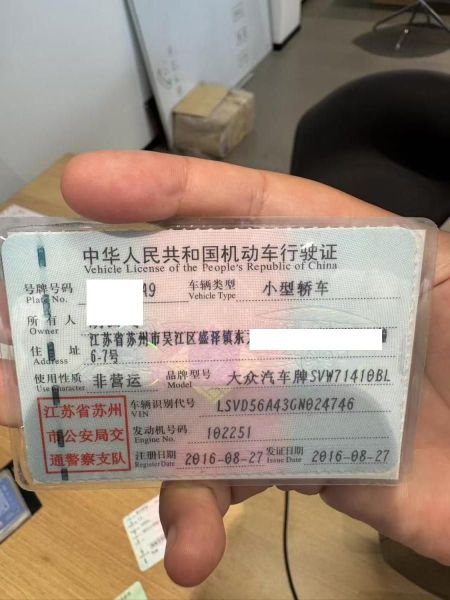 中华人民共和国机动车行驶证
Vehicle License of the People's Republic of China
号牌号码 A9 车辆类型 小型轿车
Plate No. Vehicle Type
所有人
Owner
江苏省苏州市吴江区盛泽镇东
住址 6-7号
Address
使用性质 非营运 品牌型号 大众汽车牌SVW71410BL
Use Character Model
江苏省苏州
市公安局交
通警察支队
车辆识别代号 LSVD56A43GN024746
VIN
发动机号码 102251
Engine No.
注册日期 2016-08-27 发证日期 2016-08-27
Register Date Issue Date